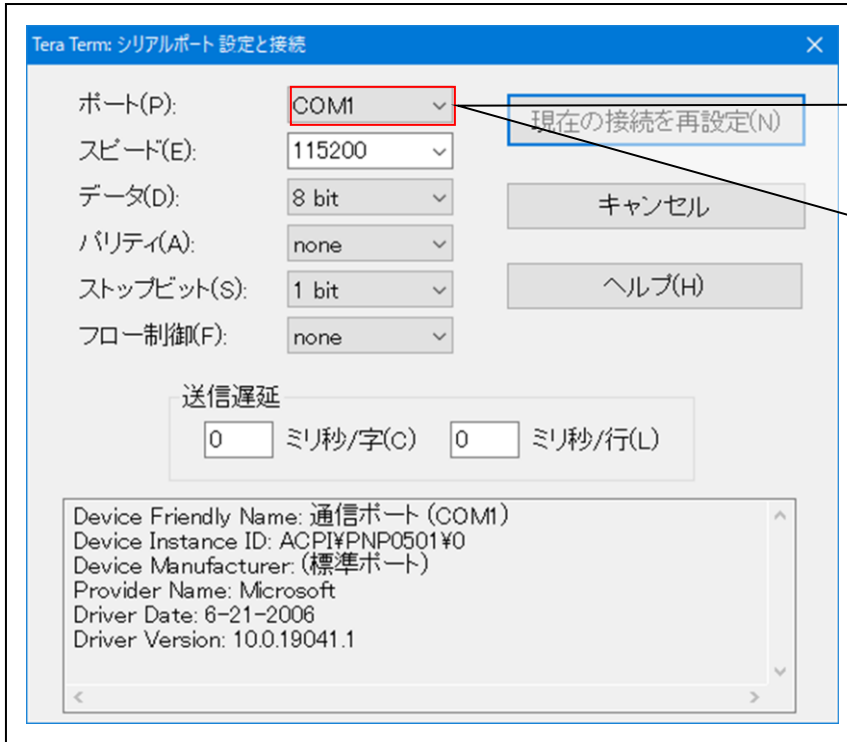 Tera Term: シリアルポート 設定と接続
ポート(P): COM1
現在の接続を再設定(N)
スピード(E): 115200
データ(D): 8 bit
キャンセル
パリティ(A): none
ストップビット(S): 1 bit
ヘルプ(H)
フロー制御(F): none
送信遅延
0 ミリ秒/字(C) 0 ミリ秒/行(L)
Device Friendly Name: 通信ポート (COM1)
Device Instance ID: ACPI¥PNP0501¥0
Device Manufacturer: (標準ポート)
Provider Name: Microsoft
Driver Date: 6-21-2006
Driver Version: 10.0.19041.1